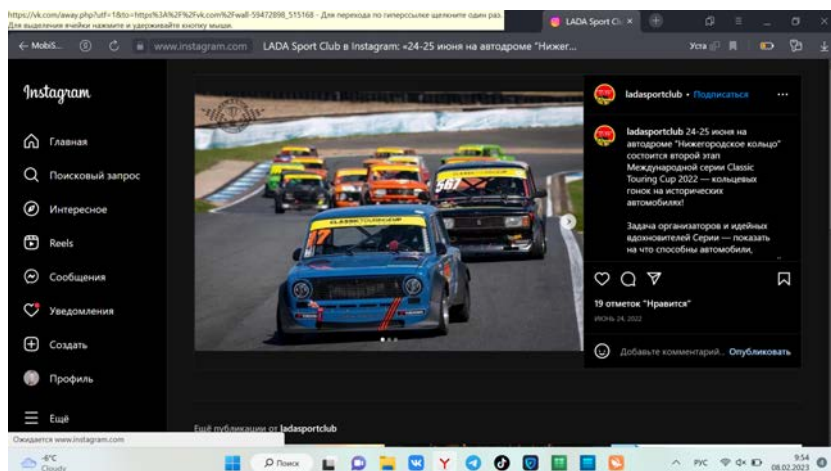 https://vk.com/away.php?utf=1&to=https%3A%2F%2Fvk.com%2Fwall-59472898_515168 - Для перехода по гиперссылке щелкните один раз.
Для выделения ячейки нажмите и удерживайте кнопку мыши.
LADA Sport Cl
← MobiS...
www.instagram.com
LADA Sport Club в Instagram: «24-25 июня на автодроме "Нижег...
Instagram
Главная
Поисковый запрос
Интересное
Reels
Сообщения
Уведомления
Создать
Профиль
Ещё
CLASSIC TOURING CUP
17
567
ladasportclub • Подписаться
ladasportclub 24-25 июня на
автодроме "Нижегородское кольцо"
состоится второй этап
Международной серии Classic
Touring Cup 2022 — кольцевых
гонок на исторических
автомобилях!
Задача организаторов и идейных
вдохновителей Серии — показать
на что способны автомобили,
19 отметок "Нравится"
ИЮНЬ 24, 2022
Добавьте комментарий... Опубликовать
Ещё публикации от ladasportclub
Ожидается www.instagram.com
-6°C
Cloudy
Поиск
РУС
9:54
08.02.2023